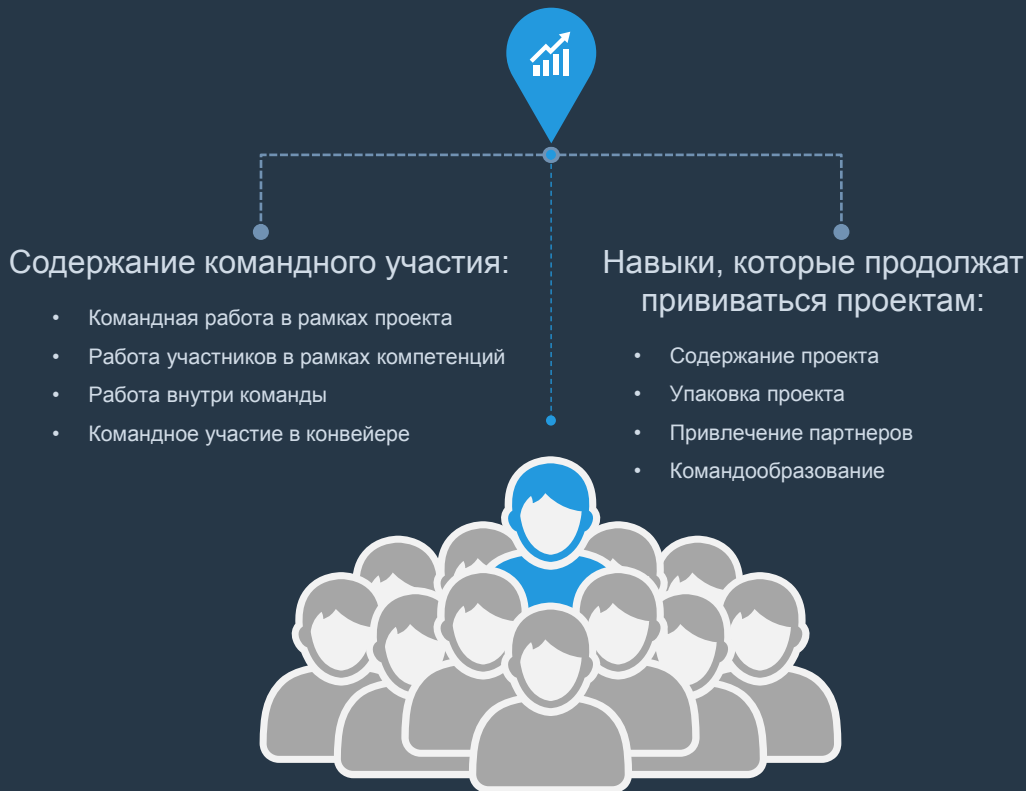 Содержание командного участия:
• Командная работа в рамках проекта
• Работа участников в рамках компетенций
• Работа внутри команды
• Командное участие в конвейере
Навыки, которые продолжат
прививаться проектам:
• Содержание проекта
• Упаковка проекта
• Привлечение партнеров
• Командообразование